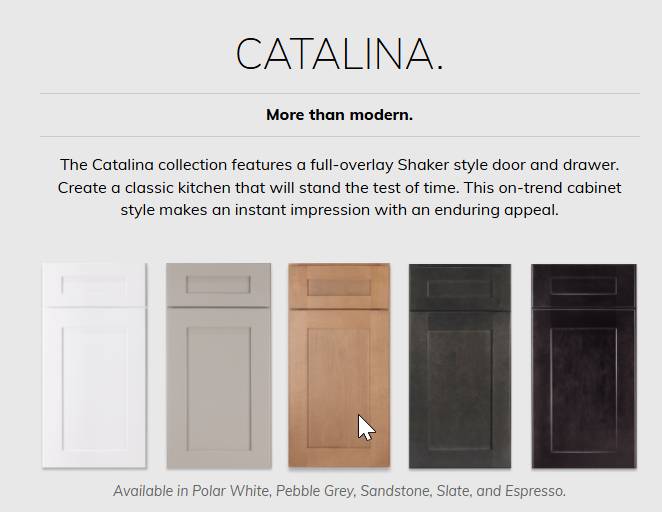 CATALINA.
More than modern.
The Catalina collection features a full-overlay Shaker style door and drawer.
Create a classic kitchen that will stand the test of time. This on-trend cabinet
style makes an instant impression with an enduring appeal.
Available in Polar White, Pebble Grey, Sandstone, Slate, and Espresso.